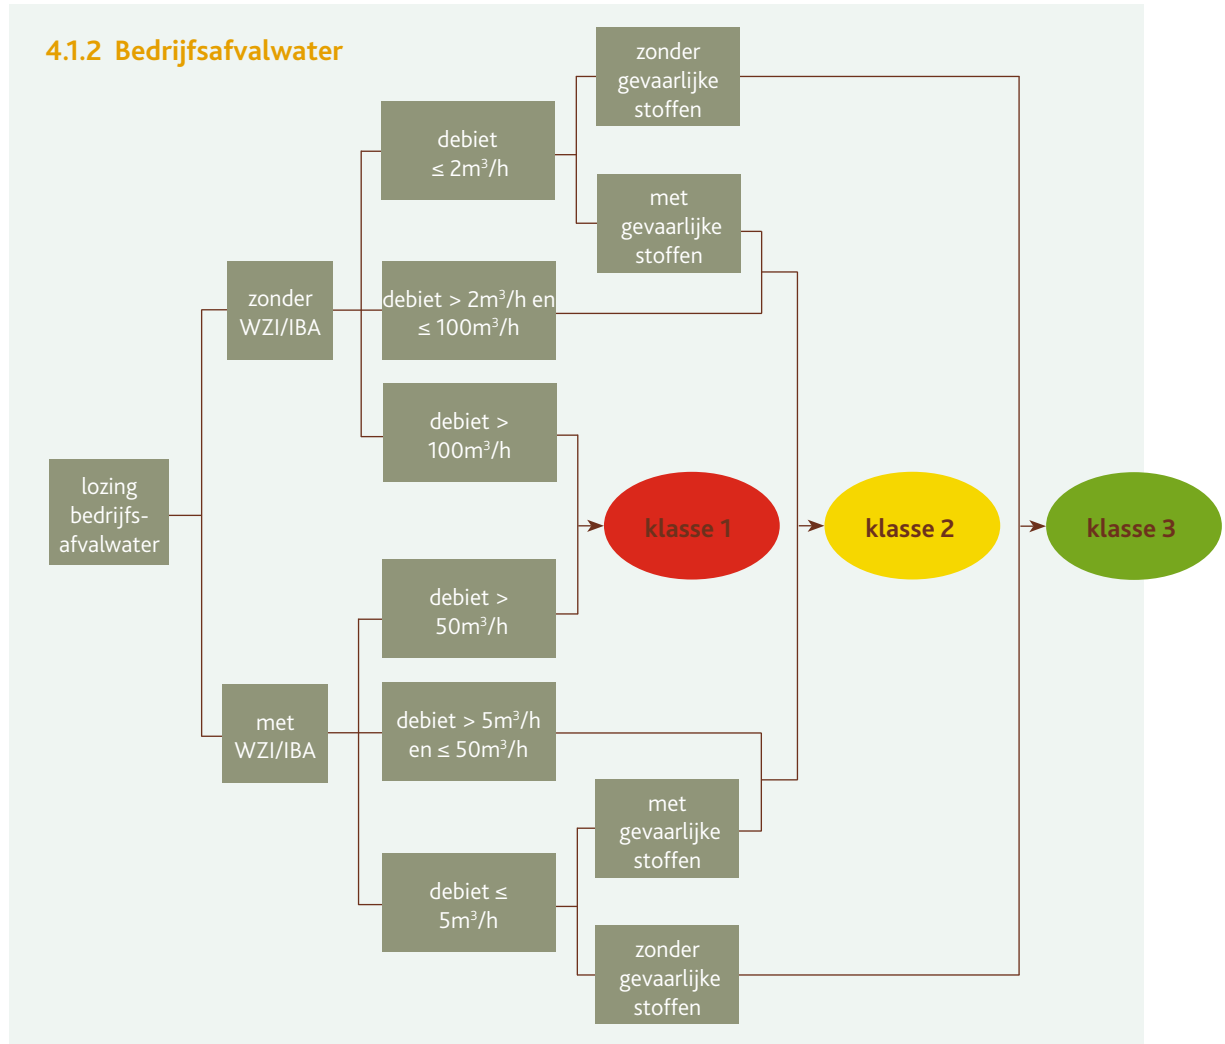 4.1.2 Bedrijfsafvalwater
zonder
gevaarlijke
stoffen
debiet
≤ 2m³/h
met
gevaarlijke
stoffen
zonder
WZI/IBA
debiet > 2m³/h en
≤ 100m³/h
debiet >
100m³/h
lozing
bedrijfs-
afvalwater
klasse 1
klasse 2
klasse 3
debiet >
50m³/h
met
WZI/IBA
debiet > 5m³/h
en ≤ 50m³/h
met
gevaarlijke
stoffen
debiet ≤
5m³/h
zonder
gevaarlijke
stoffen